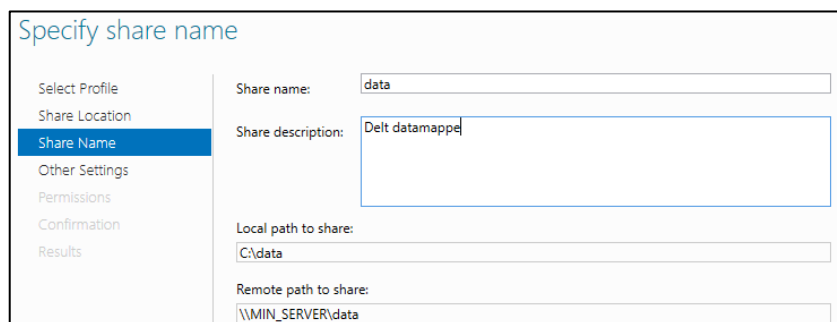 Specify share name
Select Profile
Share Location
Share Name
Other Settings
Permissions
Confirmation
Results
Share name:
data
Share description:
Delt datamappe
Local path to share:
C:\data
Remote path to share:
\\MIN_SERVER\data